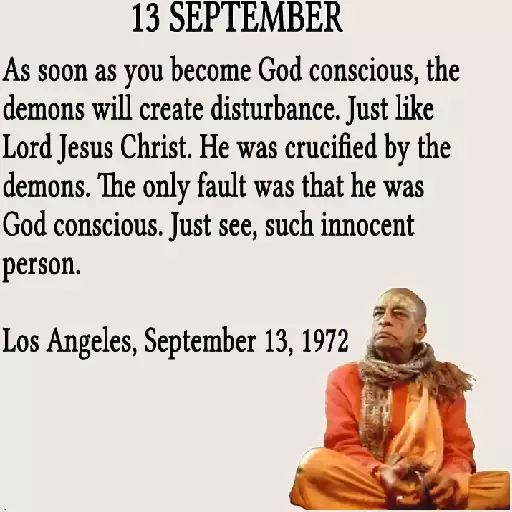 13 SEPTEMBER
As soon as you become God conscious, the
demons will create disturbance. Just like
Lord Jesus Christ. He was crucified by the
demons. The only fault was that he was
God conscious. Just see, such innocent
person.
Los Angeles, September 13, 1972